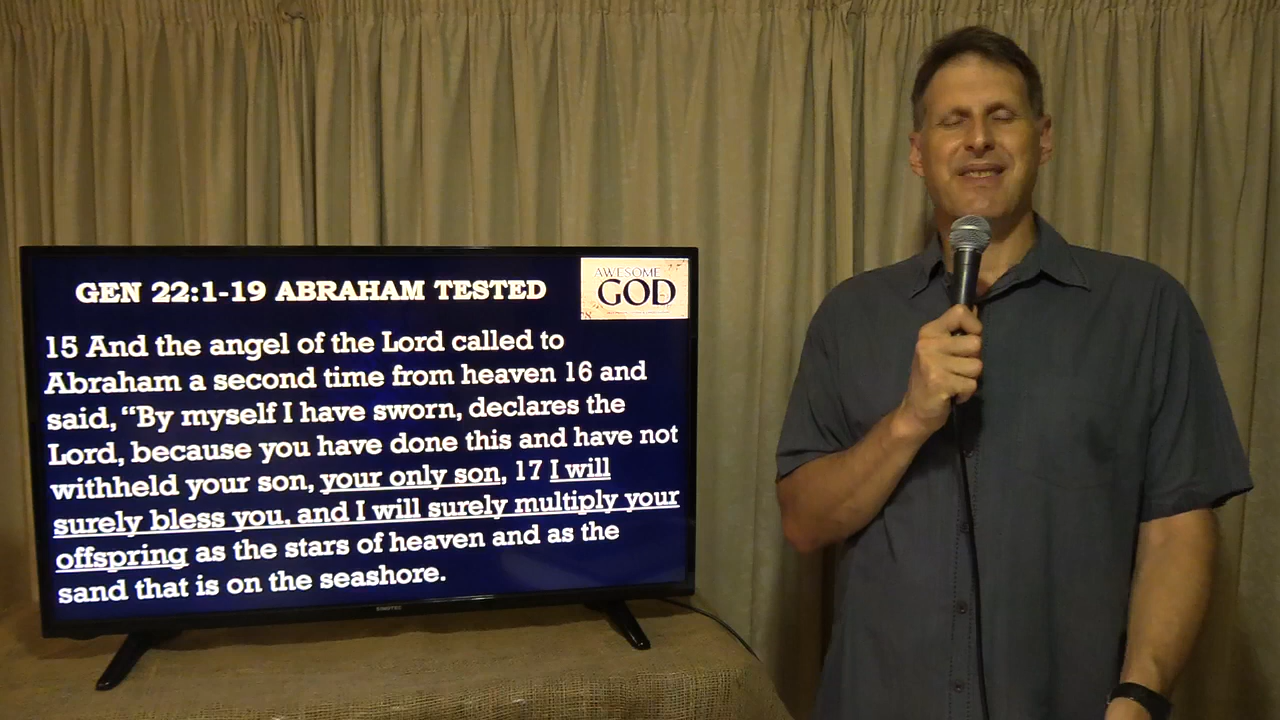 GEN 22:1-19 ABRAHAM TESTED
AWESOME
GOD
15 And the angel of the Lord called to
Abraham a second time from heaven 16 and
said, “By myself I have sworn, declares the
Lord, because you have done this and have not
withheld your son, your only son, 17 I will
surely bless you, and I will surely multiply your
offspring as the stars of heaven and as the
sand that is on the seashore.